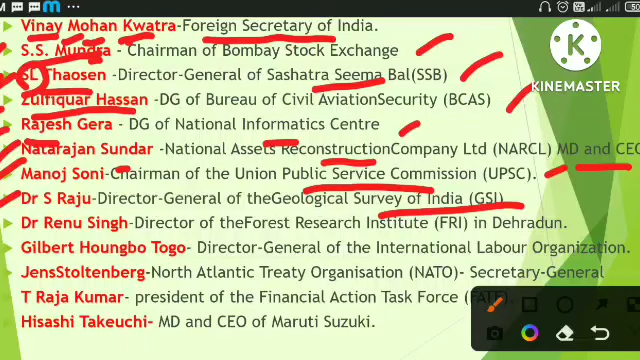 Vinay Mohan Kwatra-Foreign Secretary of India.
S.S. Mundra - Chairman of Bombay Stock Exchange
SL Thaosen -Director-General of Sashatra Seema Bal(SSB)
Zulfiquar Hassan -DG of Bureau of Civil AviationSecurity (BCAS)
K
KINEMASTER
Rajesh Gera - DG of National Informatics Centre
Natarajan Sundar -National Assets ReconstructionCompany Ltd (NARCL) MD and CEO
Manoj Soni-Chairman of the Union Public Service Commission (UPSC).
Dr S Raju-Director-General of theGeological Survey of India (GSI)
Dr Renu Singh-Director of theForest Research Institute (FRI) in Dehradun.
Gilbert Houngbo Togo- Director-General of the International Labour Organization.
JensStoltenberg-North Atlantic Treaty Organisation (NATO)- Secretary-General
T Raja Kumar- president of the Financial Action Task Force (FATF).
Hisashi Takeuchi- MD and CEO of Maruti Suzuki.